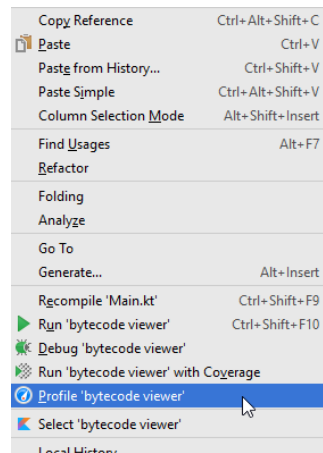 Copy Reference Ctrl+Alt+Shift+C
Paste Ctrl+V
Paste from History... Ctrl+Shift+V
Paste Simple Ctrl+Alt+Shift+V
Column Selection Mode Alt+Shift+Insert
Find Usages Alt+F7
Refactor
Folding
Analyze
Go To
Generate... Alt+Insert
Recompile 'Main.kt' Ctrl+Shift+F9
Run 'bytecode viewer' Ctrl+Shift+F10
Debug 'bytecode viewer'
Run 'bytecode viewer' with Coverage
Profile 'bytecode viewer'
Select 'bytecode viewer'
Local History